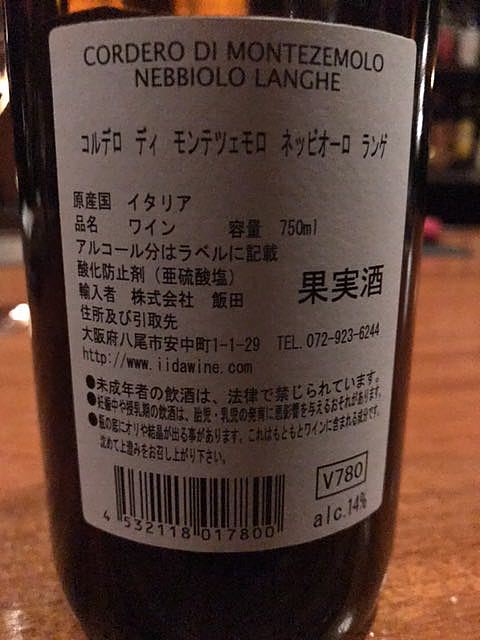 CORDERO DI MONTEZEMOLO
NEBBIOLO LANGHE
コルデロ ディ モンテツェモロ ネッビオーロ ランゲ
原産国 イタリア
品名 ワイン 容量 750ml
アルコール分はラベルに記載
酸化防止剤(亜硫酸塩)
輸入者 株式会社 飯田
果実酒
住所及び引取先
大阪府八尾市安中町1-1-29 TEL.072-923-6244
http://www.iidawine.com/
●未成年者の飲酒は、法律で禁じられています。
●妊娠中や授乳期の飲酒は、胎児・乳児の発育に悪影響を与えるおそれがあります。
●瓶の底にオリや結晶が出る事があります。これはもともとワインに含まれる成分です。
沈めて上澄みをお召し上がり下さい。
V780
alc.14%
4 532118 017800